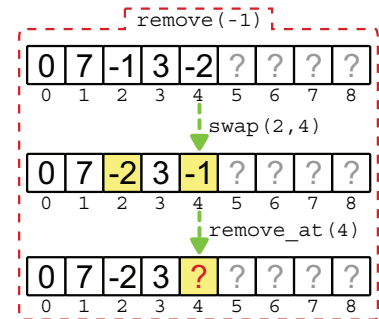 remove(-1)
0 7 -1 3 -2 ? ? ? ?
0 1 2 3 4 5 6 7 8
swap(2,4)
0 7 -2 3 -1 ? ? ? ?
0 1 2 3 4 5 6 7 8
remove_at(4)
0 7 -2 3 ? ? ? ? ?
0 1 2 3 4 5 6 7 8